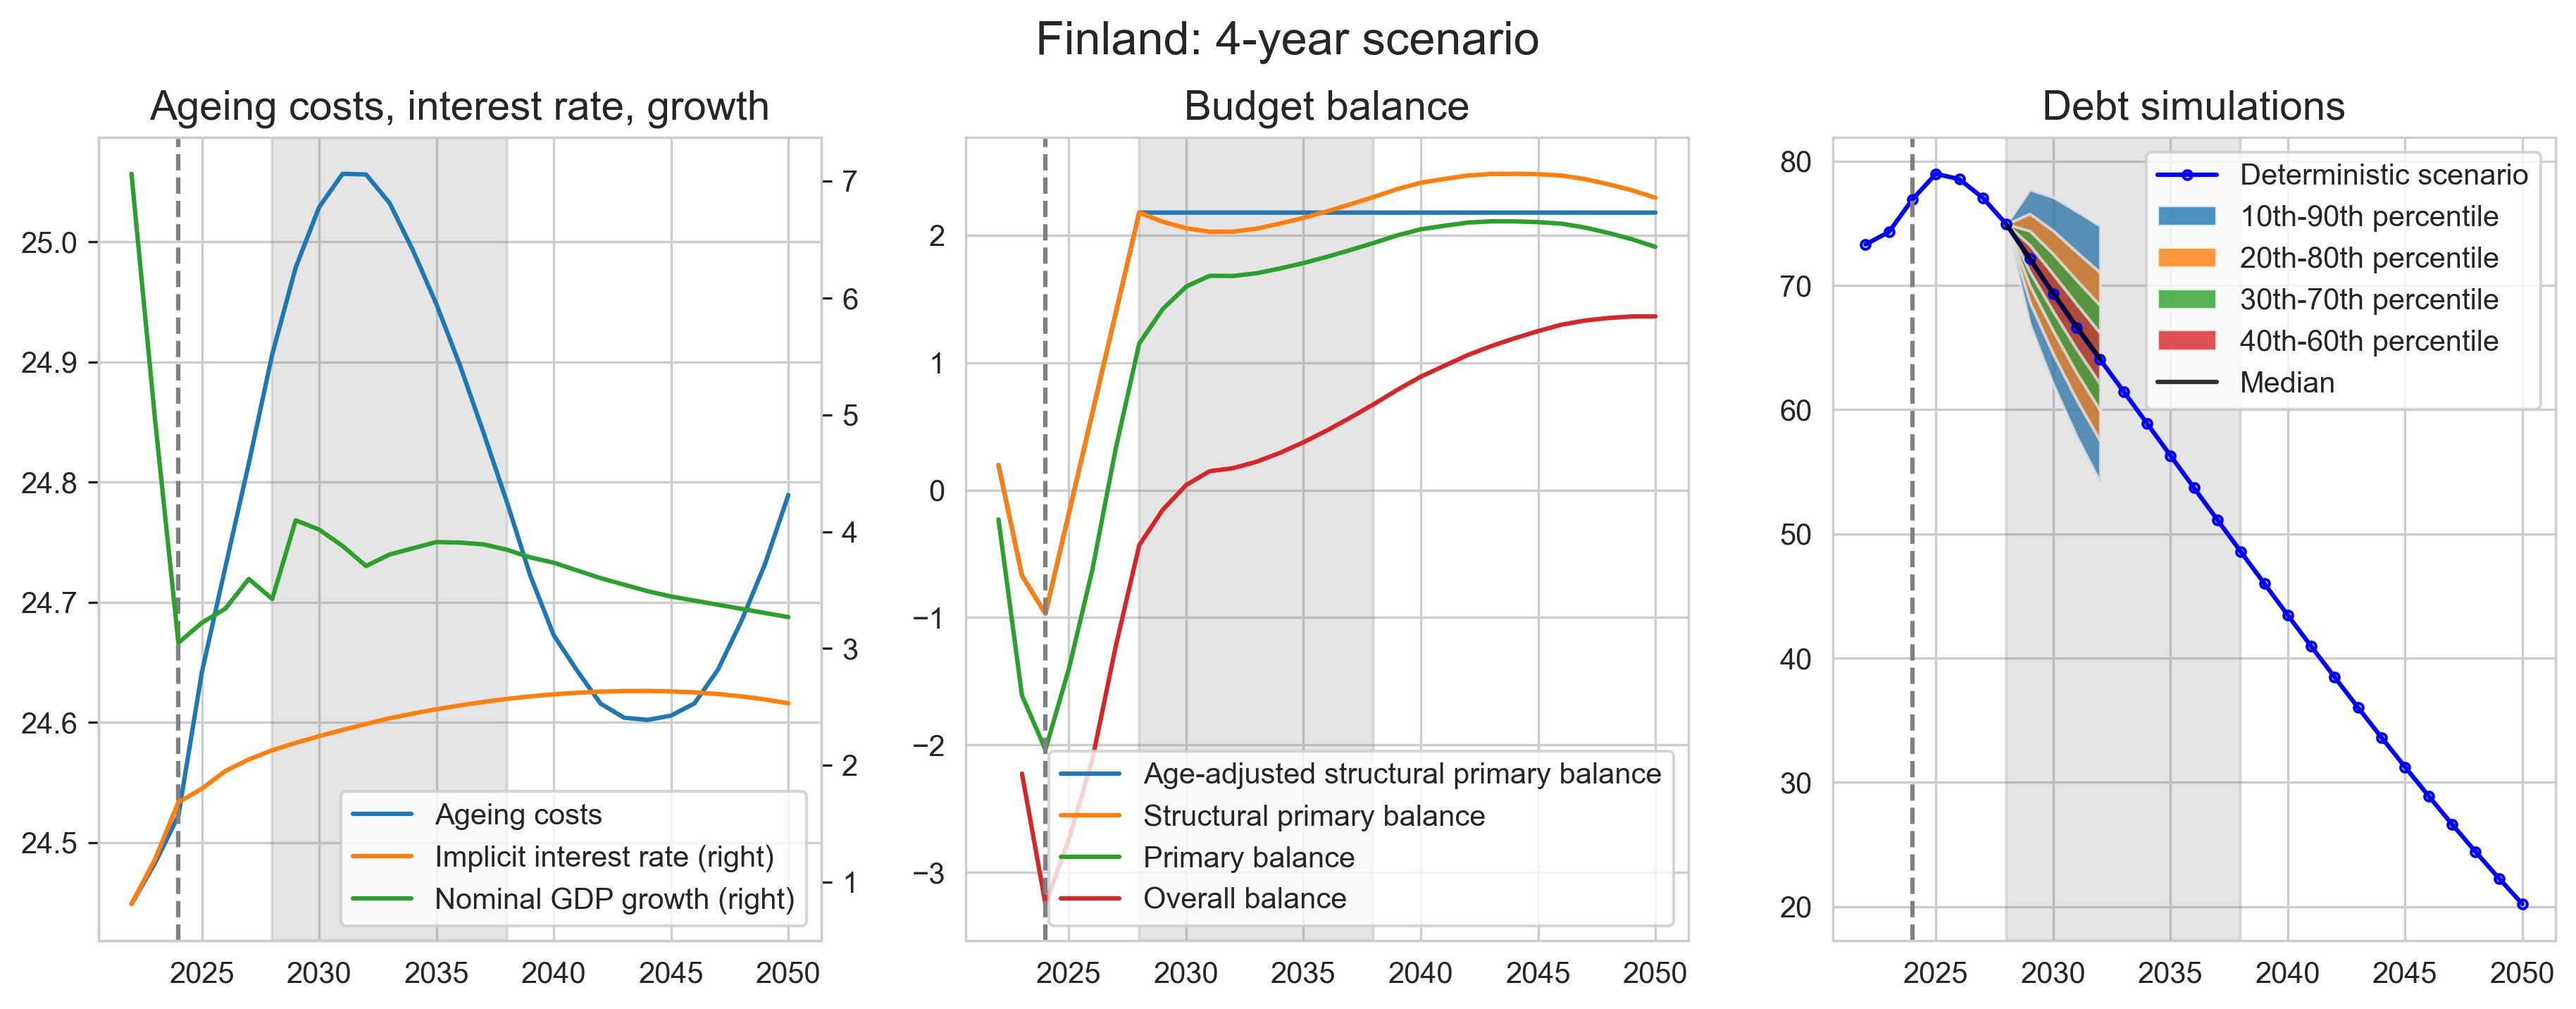 Finland: 4-year scenario
Ageing costs, interest rate, growth
25.0
24.9
24.8
24.7
24.6
24.5
7
6
5
4
3
2
1
Ageing costs
Implicit interest rate (right)
Nominal GDP growth (right)
2025 2030 2035 2040 2045 2050
Budget balance
2
1
0
−1
−2
−3
Age-adjusted structural primary balance
Structural primary balance
Primary balance
Overall balance
2025 2030 2035 2040 2045 2050
Debt simulations
80
70
60
50
40
30
20
Deterministic scenario
10th-90th percentile
20th-80th percentile
30th-70th percentile
40th-60th percentile
Median
2025 2030 2035 2040 2045 2050